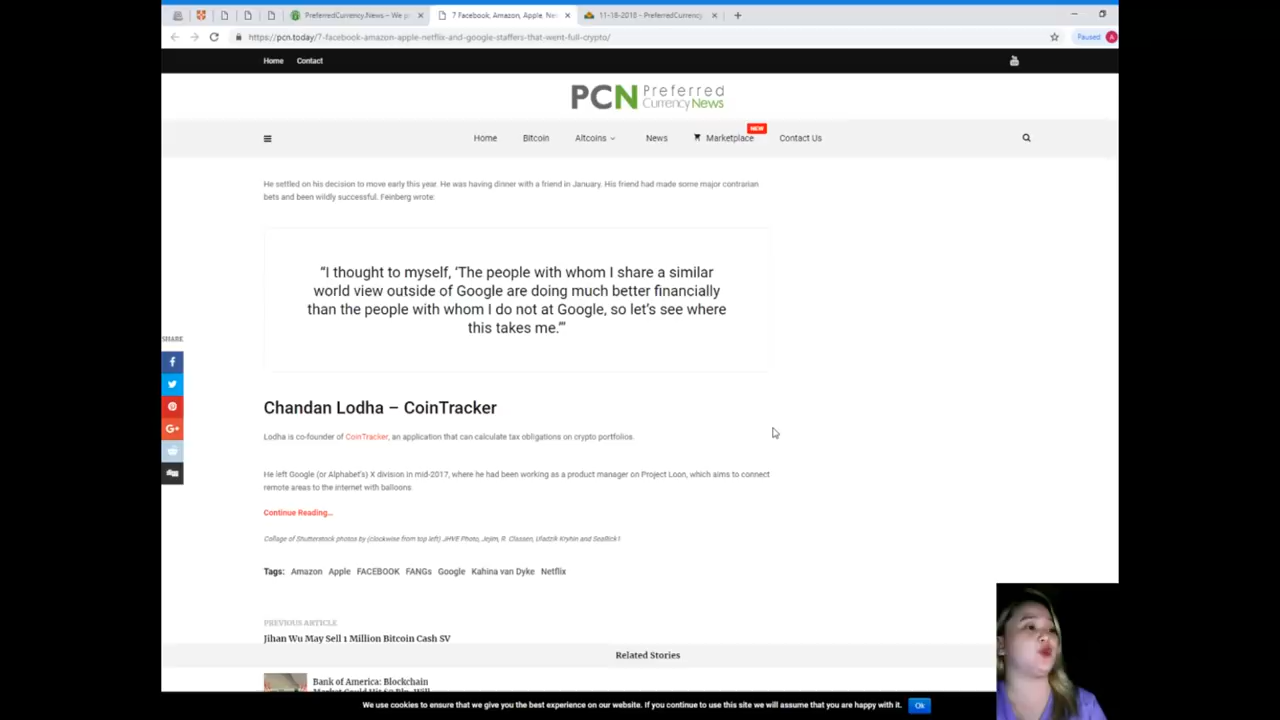 PreferredCurrency.News – We p
7 Facebook, Amazon, Apple, Ne
11-18-2018 - PreferredCurrency
https://pcn.today/7-facebook-amazon-apple-netflix-and-google-staffers-that-went-full-crypto/
Paused A
Home Contact
PCN Preferred
Currency News
NEW
Home Bitcoin Altcoins News Marketplace Contact Us
He settled on his decision to move early this year. He was having dinner with a friend in January. His friend had made some major contrarian
bets and been wildly successful. Feinberg wrote:
“I thought to myself, ‘The people with whom I share a similar
world view outside of Google are doing much better financially
than the people with whom I do not at Google, so let’s see where
this takes me.’”
SHARE
Chandan Lodha – CoinTracker
Lodha is co-founder of CoinTracker, an application that can calculate tax obligations on crypto portfolios.
He left Google (or Alphabet’s) X division in mid-2017, where he had been working as a product manager on Project Loon, which aims to connect
remote areas to the internet with balloons.
Continue Reading...
Collage of Shutterstock photos by (clockwise from top left) JHVE Photo, Jejim, R. Classen, Uladzik Kryhin and
Tags: Amazon Apple FACEBOOK FANGs Google Kahina van Dyke Netflix
PREVIOUS ARTICLE
Jihan Wu May Sell 1 Million Bitcoin Cash SV
Related Stories
Bank of America: Blockchain
We use cookies to ensure that we give you the best experience on our website. If you continue to use this site we will assume that you are happy with it. Ok